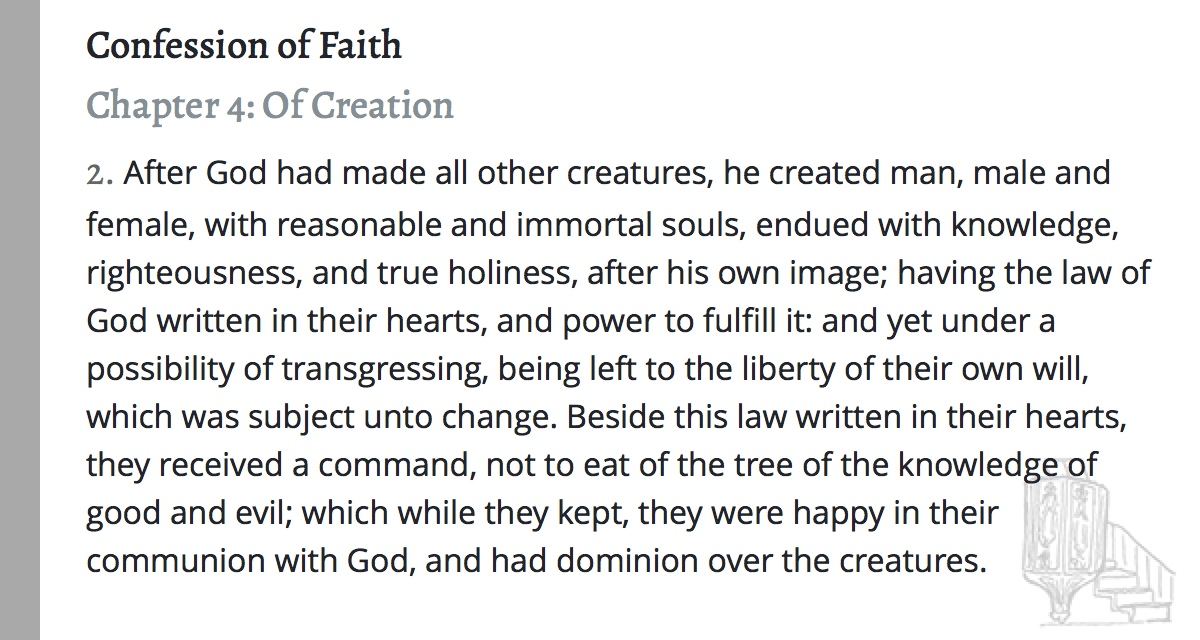 Confession of Faith
Chapter 4: Of Creation
2. After God had made all other creatures, he created man, male and
female, with reasonable and immortal souls, endued with knowledge,
righteousness, and true holiness, after his own image; having the law of
God written in their hearts, and power to fulfill it: and yet under a
possibility of transgressing, being left to the liberty of their own will,
which was subject unto change. Beside this law written in their hearts,
they received a command, not to eat of the tree of the knowledge of
good and evil; which while they kept, they were happy in their
communion with God, and had dominion over the creatures.